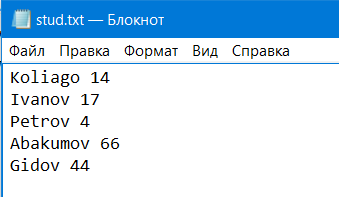 stud.txt — Блокнот
Файл Правка Формат Вид Справка
Koliago 14
Ivanov 17
Petrov 4
Abakumov 66
Gidov 44